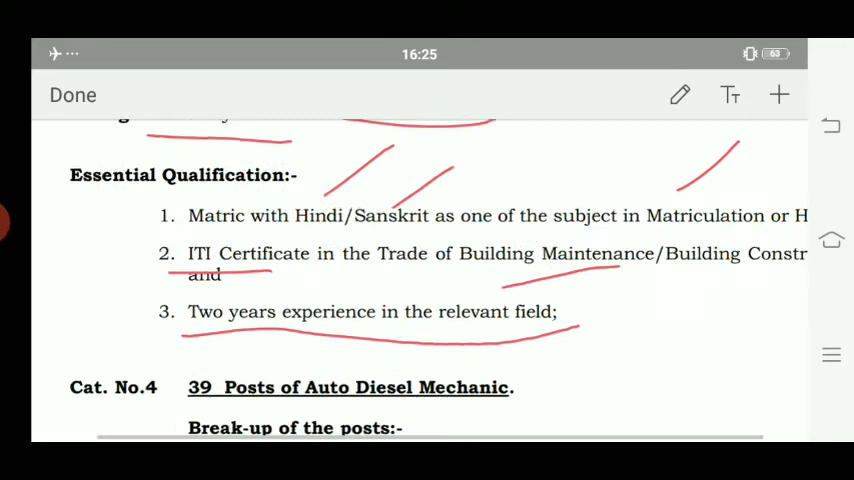 16:25
63
Done
Essential Qualification:-
1. Matric with Hindi/Sanskrit as one of the subject in Matriculation or H
2. ITI Certificate in the Trade of Building Maintenance/Building Constr
and
3. Two years experience in the relevant field;
Cat. No.4 39 Posts of Auto Diesel Mechanic.
Break-up of the posts:-